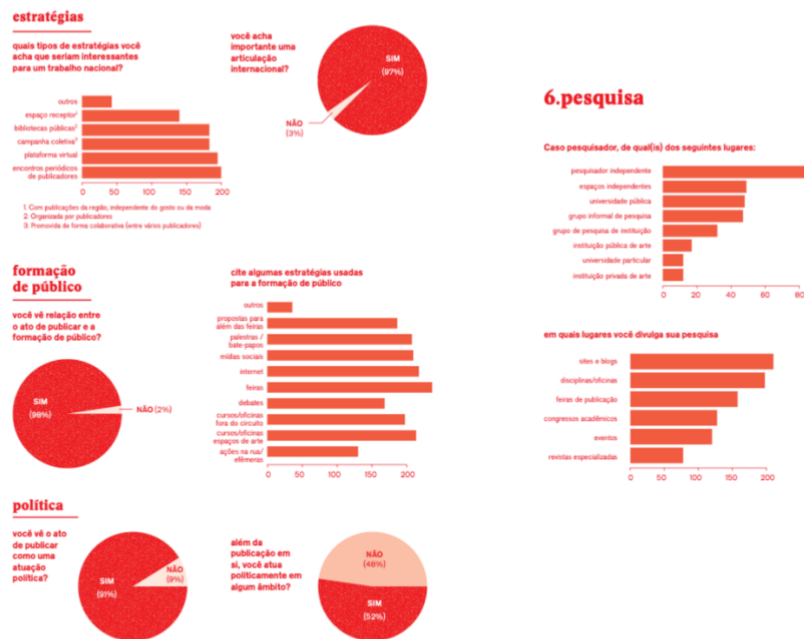 estratégias
quais tipos de estratégias você
acha que seriam interessantes
para um trabalho nacional?
outros
espaço receptor¹
bibliotecas públicas²
campanha coletiva³
plataforma virtual
encontros periódicos
de publicadores
0 50 100 150 200
1. Com publicações da região, independente do gosto ou da moda
2. Organizada por publicadores
3. Promovida de forma colaborativa (entre vários publicadores)
você acha
importante uma
articulação
internacional?
SIM
(97%)
NÃO
(3%)
formação
de público
você vê relação entre
o ato de publicar e a
formação de público?
SIM
(98%)
NÃO (2%)
cite algumas estratégias usadas
para a formação de público
outros
propostas para
além das feiras
palestras /
bate-papos
mídias sociais
internet
feiras
debates
cursos/oficinas
fora do circuito
cursos/oficinas
espaços de arte
ações na rua/
efêmeras
0 50 100 150 200
política
você vê o ato
de publicar
como uma
atuação
política?
NÃO
(9%)
SIM
(91%)
além da
publicação em
si, você atua
politicamente em
algum âmbito?
NÃO
(48%)
SIM
(52%)
6.pesquisa
Caso pesquisador, de qual(is) dos seguintes lugares:
pesquisador independente
espaços independentes
universidade pública
grupo informal de pesquisa
grupo de pesquisa de instituição
instituição pública de arte
universidade particular
instituição privada de arte
0 20 40 60 80
em quais lugares você divulga sua pesquisa
sites e blogs
disciplinas/oficinas
feiras de publicação
congressos acadêmicos
eventos
revistas especializadas
0 50 100 150 200